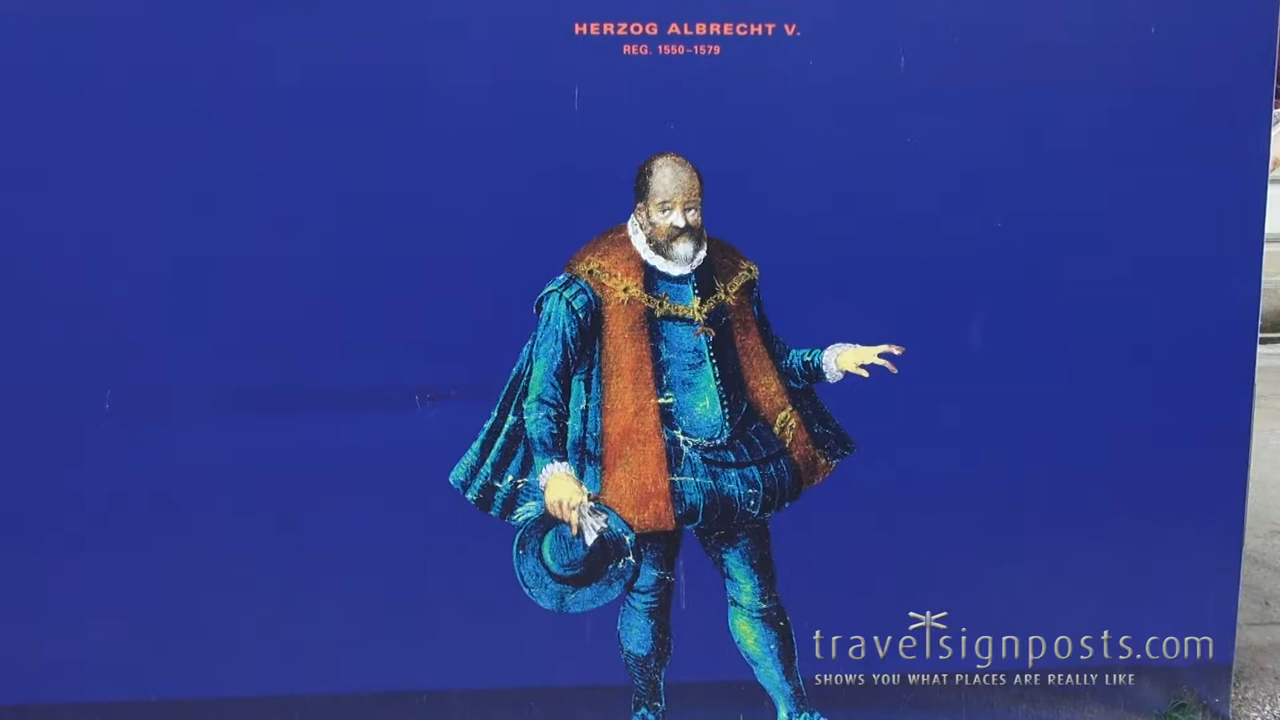 HERZOG ALBRECHT V.
REG. 1550–1579
travelsignposts.com
SHOWS YOU WHAT PLACES ARE REALLY LIKE